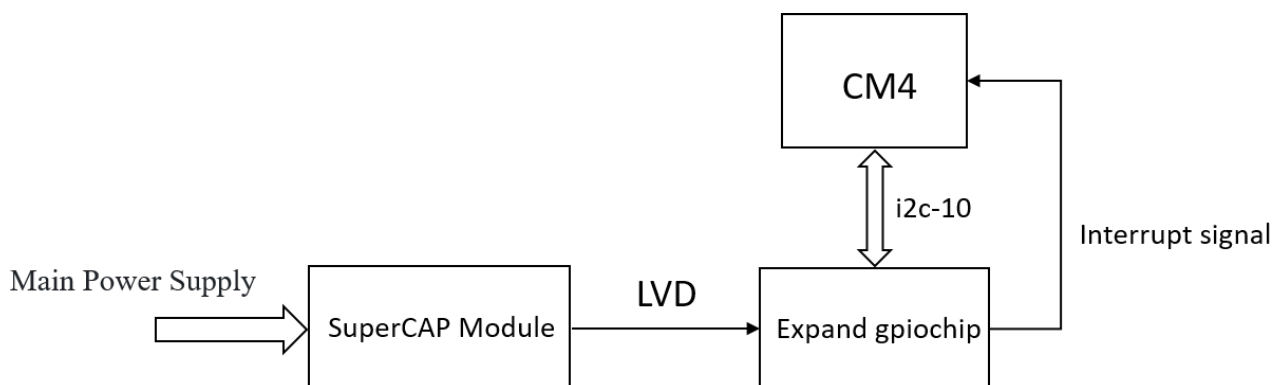 CM4
i2c-10
Interrupt signal
Main Power Supply
SuperCAP Module
LVD
Expand gpiochip